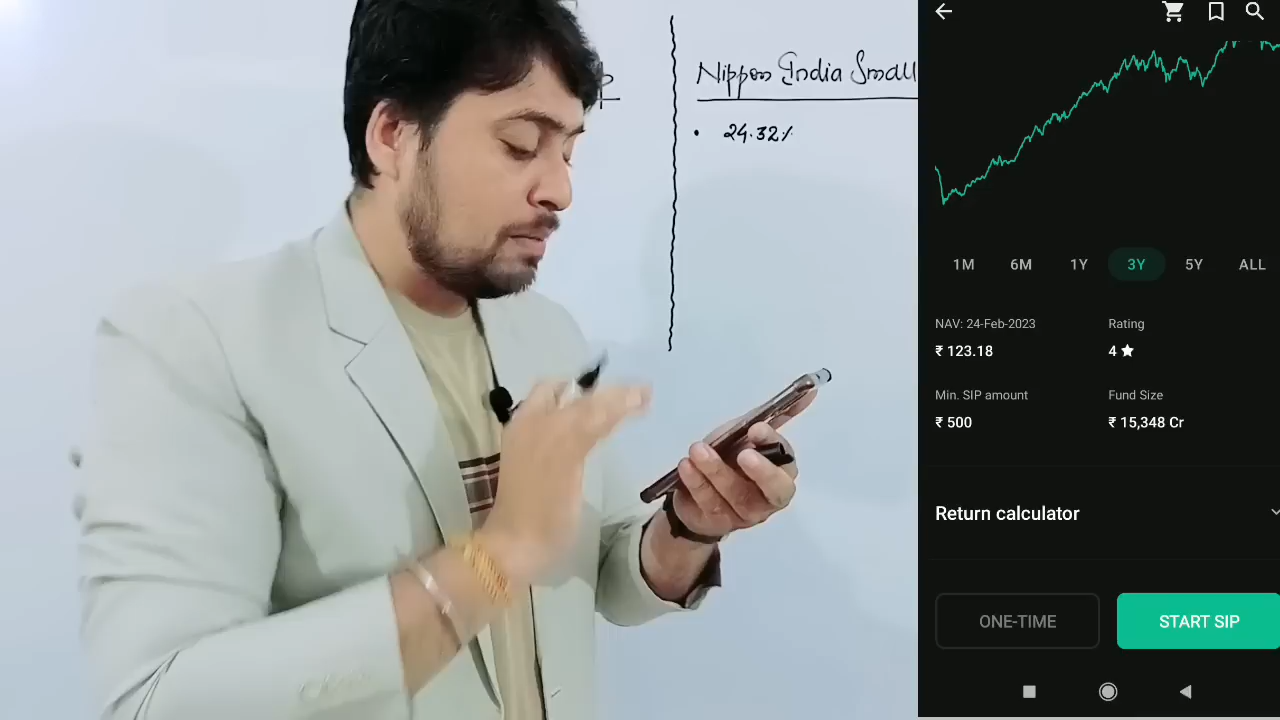 Nippon India Small
• 24.32%
1M 6M 1Y 3Y 5Y ALL
NAV: 24-Feb-2023 Rating
₹ 123.18 4 ★
Min. SIP amount Fund Size
₹ 500 ₹ 15,348 Cr
Return calculator
ONE-TIME START SIP